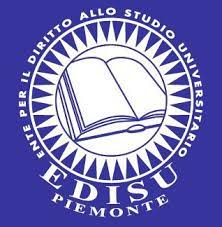 ENTE PER IL DIRITTO ALLO STUDIO UNIVERSITARIO
EDISU
PIEMONTE